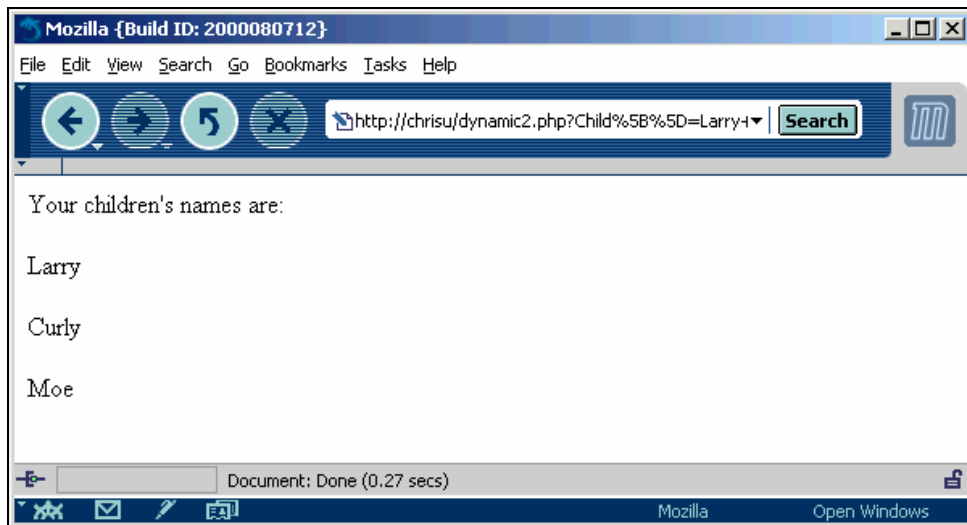 Mozilla {Build ID: 2000080712}
File Edit View Search Go Bookmarks Tasks Help
http://chrisu/dynamic2.php?Child%5B%5D=Larry Search
Your children's names are:
Larry
Curly
Moe
Document: Done (0.27 secs)
Mozilla Open Windows